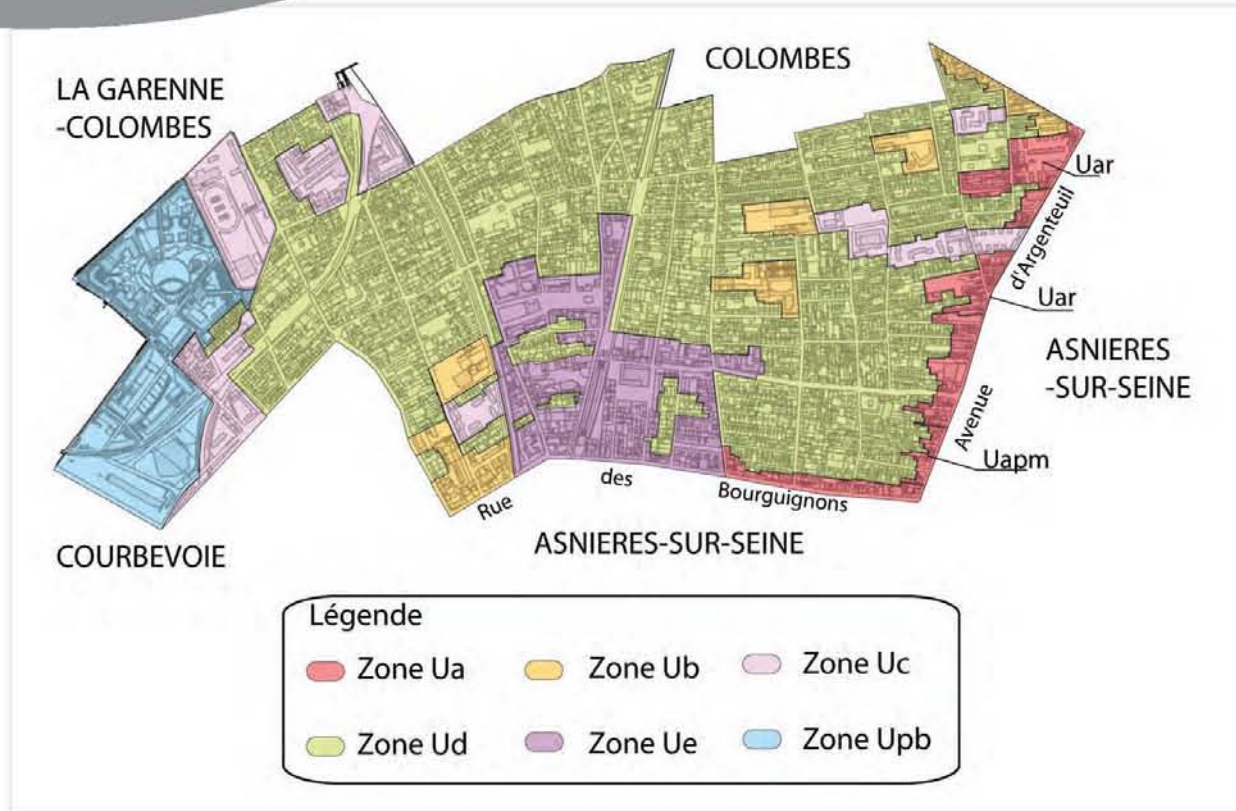 LA GARENNE
-COLOMBES
COLOMBES
Uar
d'Argenteuil
Uar
ASNIERES
-SUR-SEINE
Avenue
Uapm
Rue
des
Bourguignons
COURBEVOIE
ASNIERES-SUR-SEINE
Légende
Zone Ua
Zone Ub
Zone Uc
Zone Ud
Zone Ue
Zone Upb